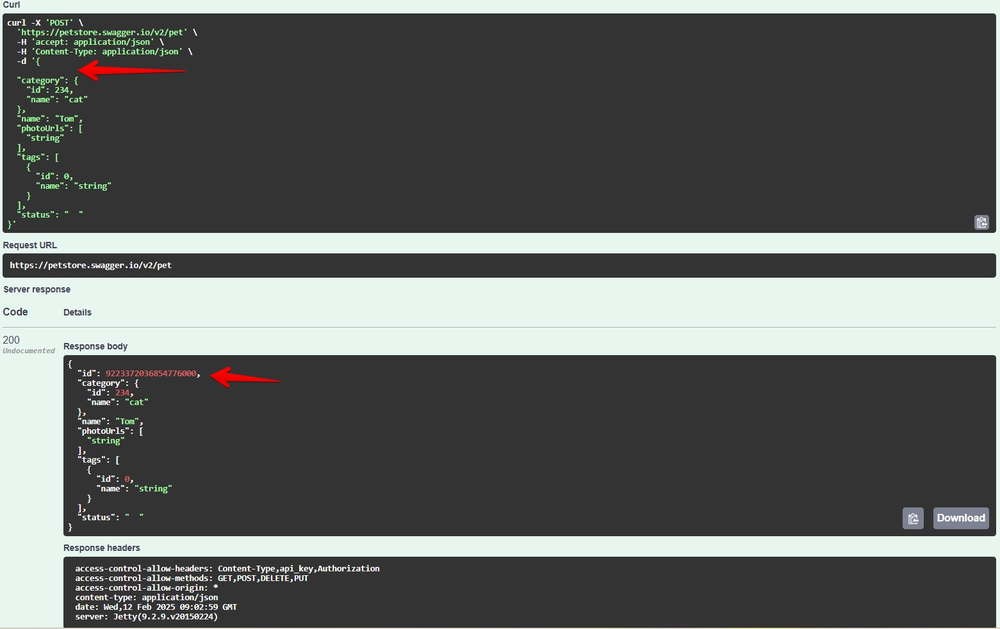 Curl
curl -X 'POST' \
  'https://petstore.swagger.io/v2/pet' \
  -H 'accept: application/json' \
  -H 'Content-Type: application/json' \
  -d '{
  "category": {
    "id": 234,
    "name": "cat"
  },
  "name": "Tom",
  "photoUrls": [
    "string"
  ],
  "tags": [
    {
      "id": 0,
      "name": "string"
    }
  ],
  "status": "  "
}'
Request URL
https://petstore.swagger.io/v2/pet
Server response
Code Details
200
Undocumented
Response body
{
  "id": 9223372036854776000,
  "category": {
    "id": 234,
    "name": "cat"
  },
  "name": "Tom",
  "photoUrls": [
    "string"
  ],
  "tags": [
    {
      "id": 0,
      "name": "string"
    }
  ],
  "status": "  "
}
Download
Response headers
access-control-allow-headers: Content-Type,api_key,Authorization
access-control-allow-methods: GET,POST,DELETE,PUT
access-control-allow-origin: *
content-type: application/json
date: Wed,12 Feb 2025 09:02:59 GMT
server: Jetty(9.2.9.v20150224)